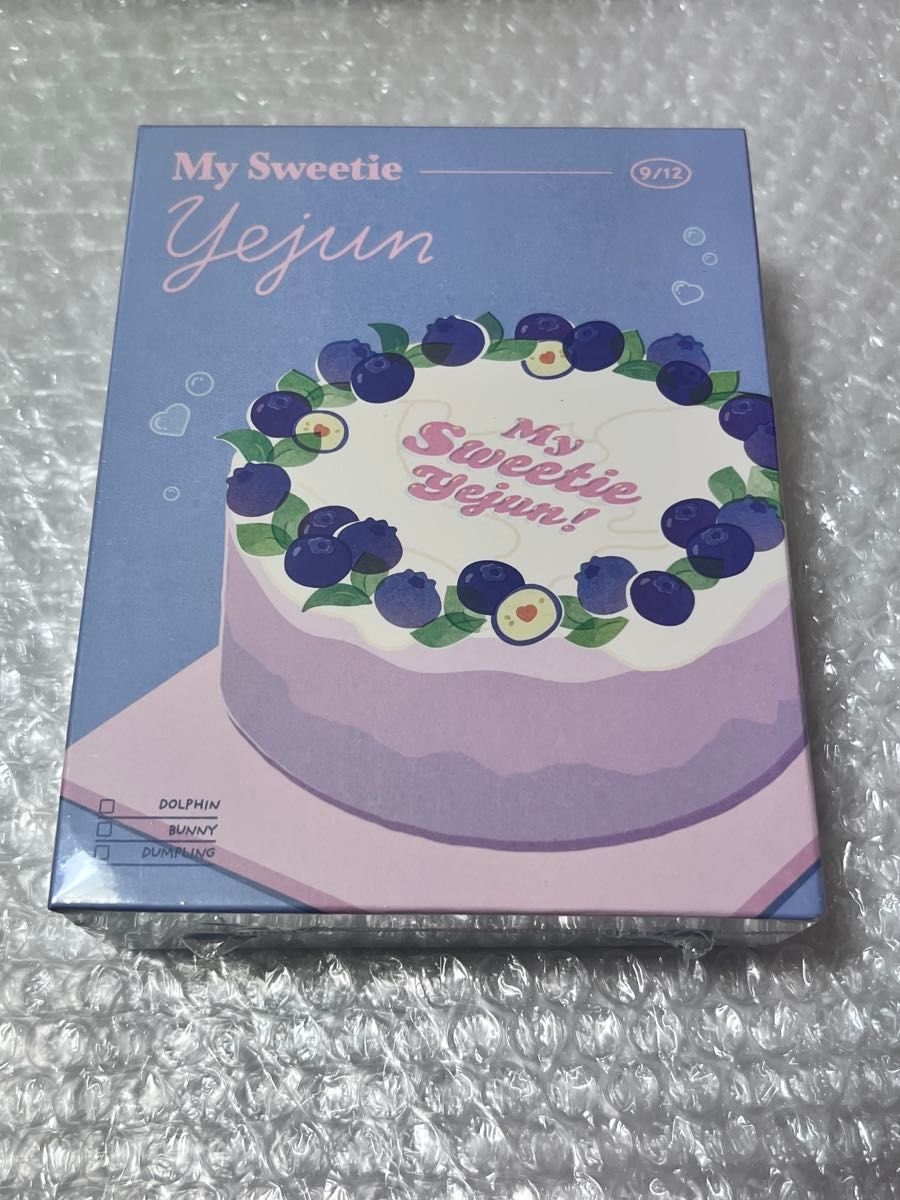 My Sweetie 9/12
Yejun
My
Sweetie
Yejun!
DOLPHIN
BUNNY
DUMPLING